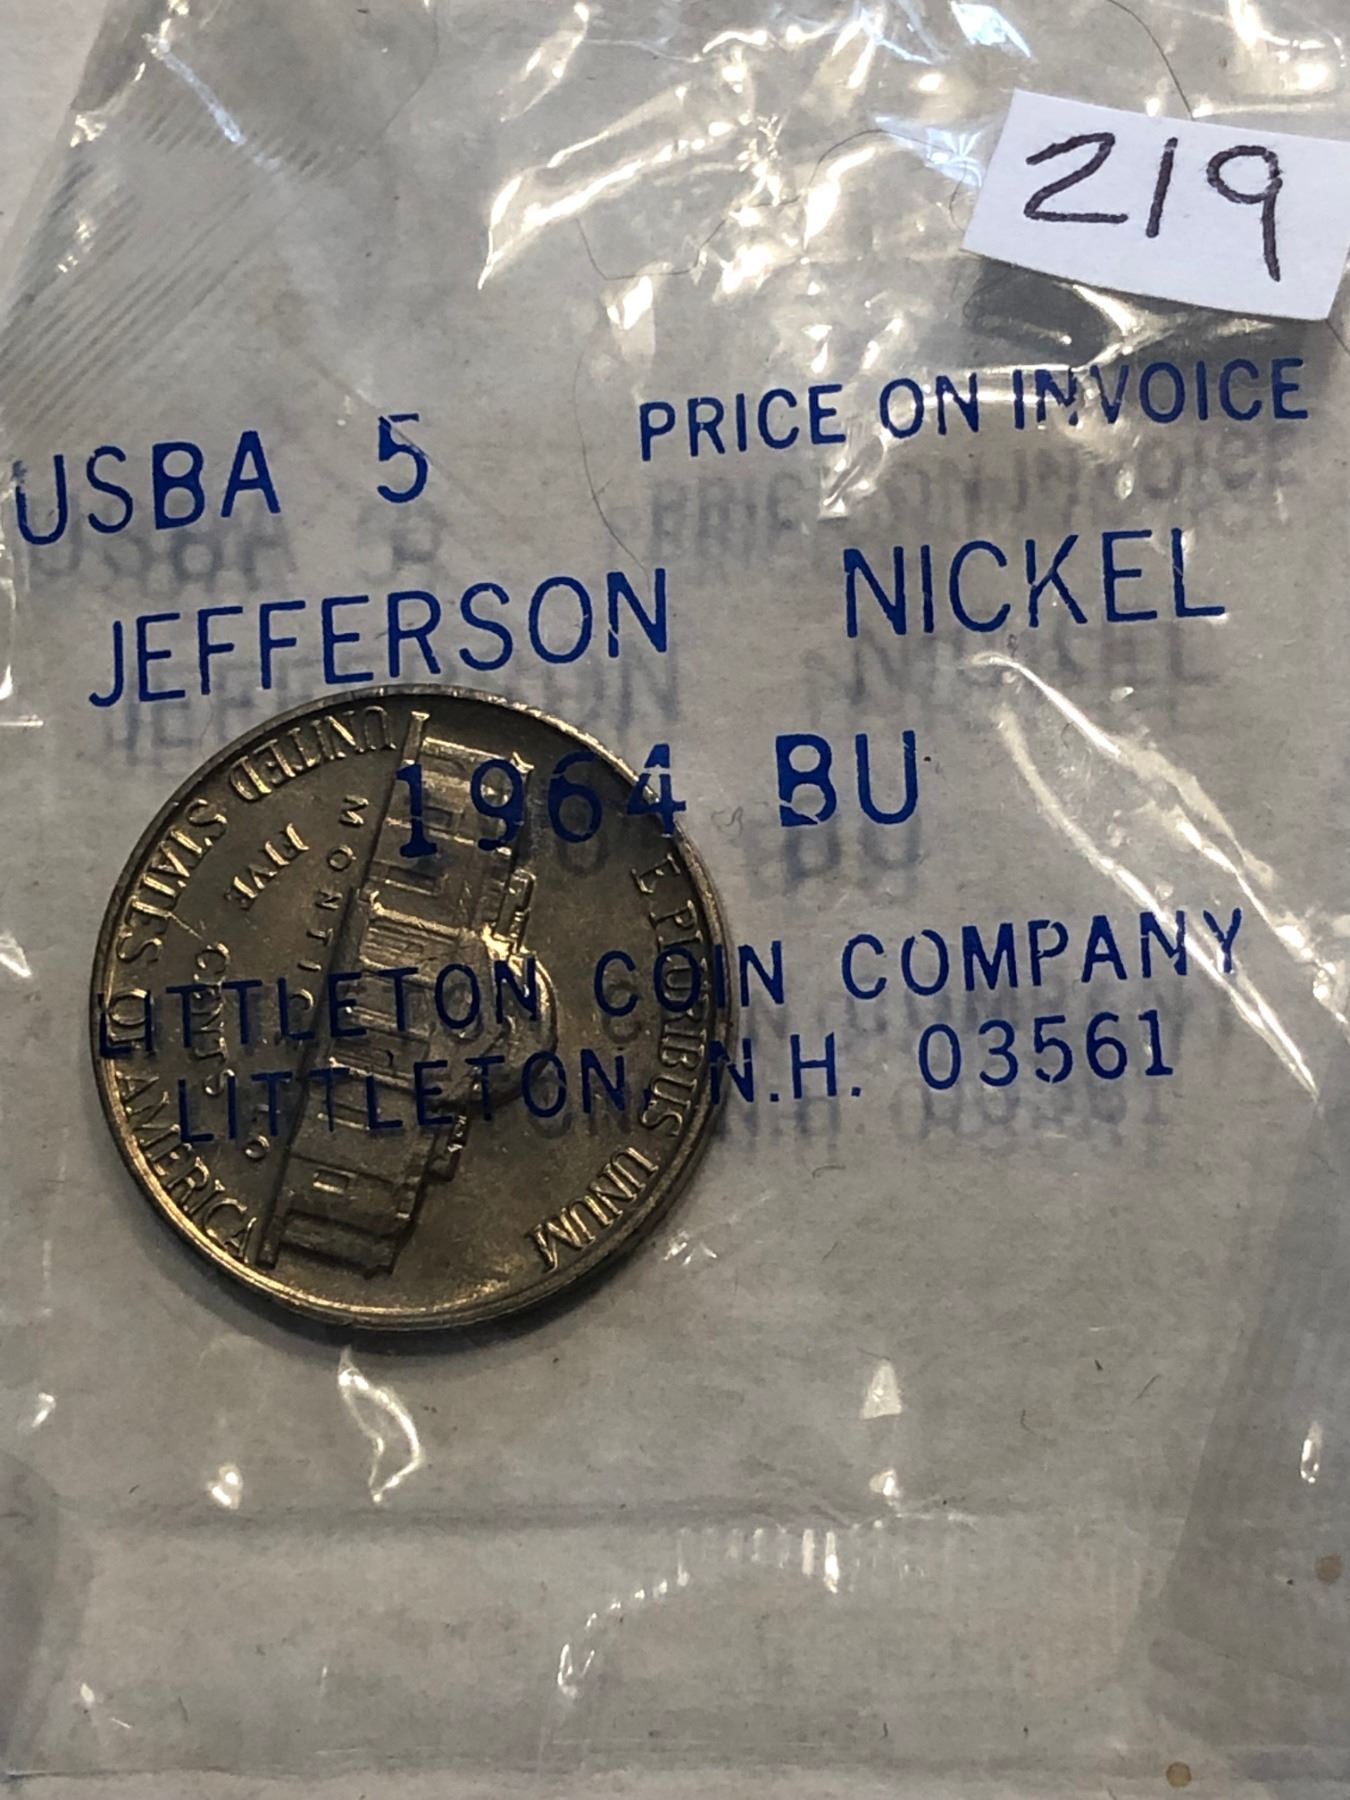 219
USBA 5 PRICE ON INVOICE
JEFFERSON NICKEL
1964 BU
LITTLETON COIN COMPANY
LITTLETON, N.H. 03561
E PLURIBUS UNUM
MONTIC
FIVE CENTS
UNITED STATES OF AMERICA